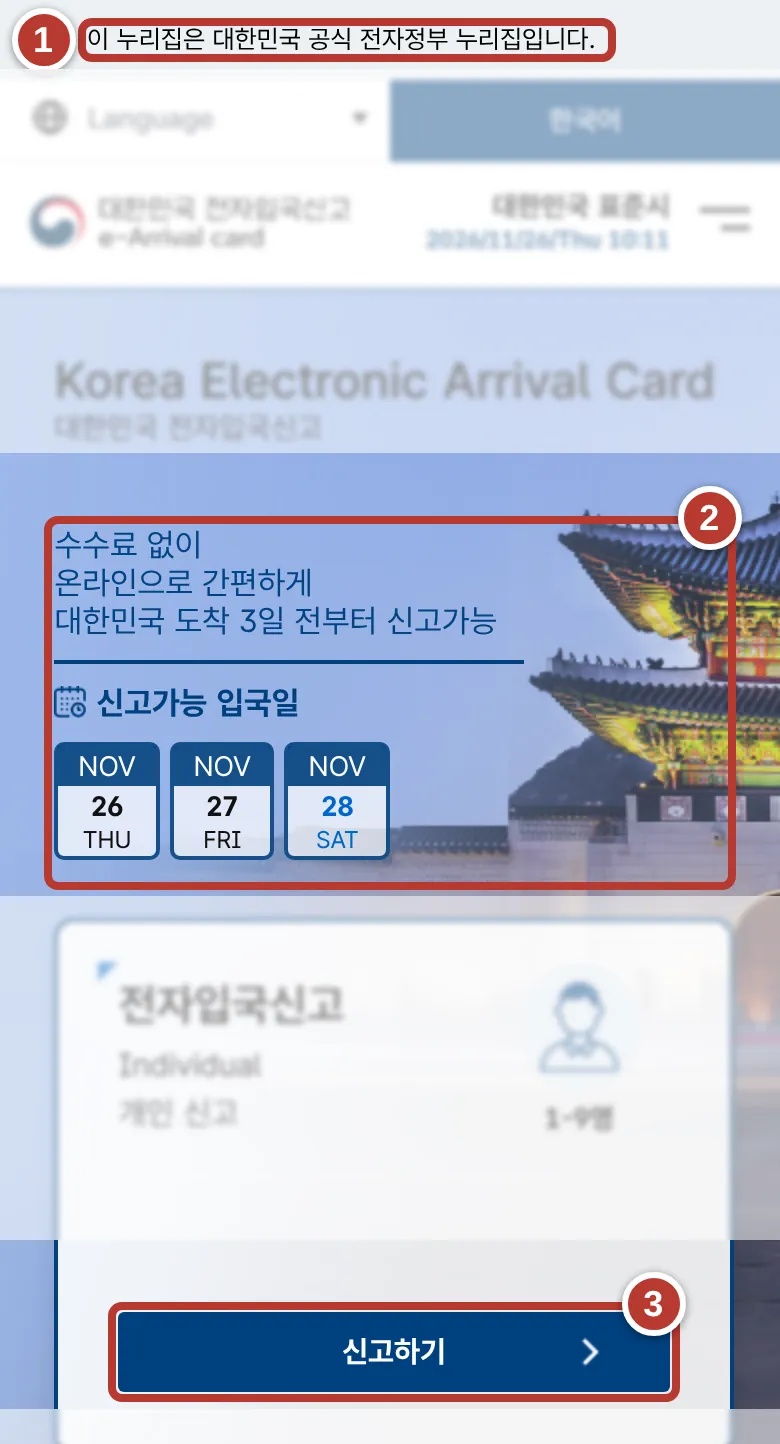 1
이 누리집은 대한민국 공식 전자정부 누리집입니다.
Language
한국어
대한민국 전자입국신고
e-Arrival card
대한민국 표준시
2026/11/26/Thu 10:11
Korea Electronic Arrival Card
대한민국 전자입국신고
2
수수료 없이
온라인으로 간편하게
대한민국 도착 3일 전부터 신고가능
신고가능 입국일
NOV NOV NOV
26 27 28
THU FRI SAT
전자입국신고
Individual
개인 신고
1-9명
3
신고하기